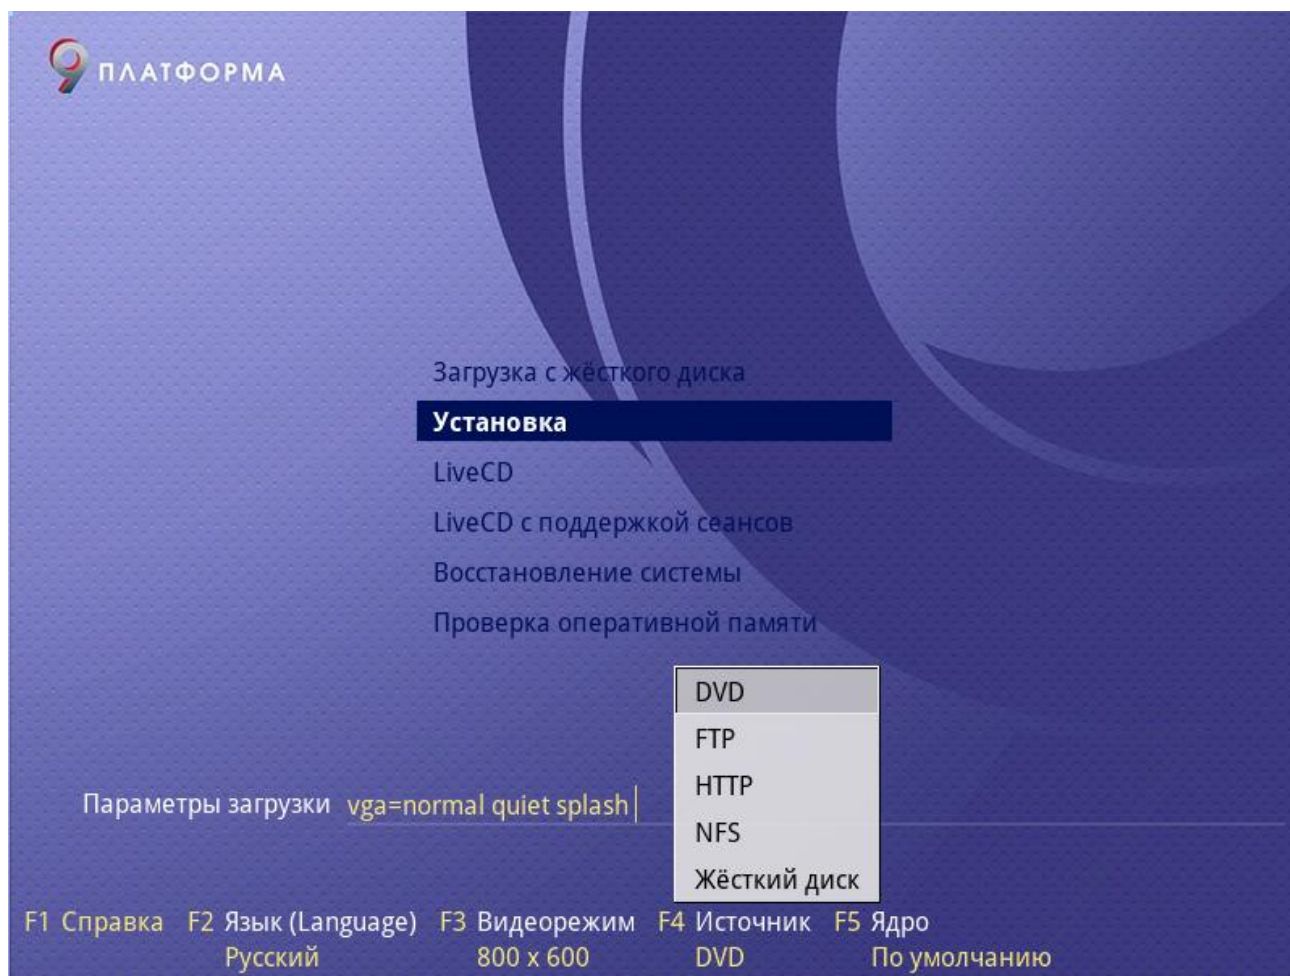 9 ПЛАТФОРМА
Загрузка с жёсткого диска
Установка
LiveCD
LiveCD с поддержкой сеансов
Восстановление системы
Проверка оперативной памяти
DVD
FTP
HTTP
NFS
Жёсткий диск
Параметры загрузки vga=normal quiet splash
F1 Справка F2 Язык (Language) F3 Видеорежим F4 Источник F5 Ядро
Русский 800 x 600 DVD По умолчанию